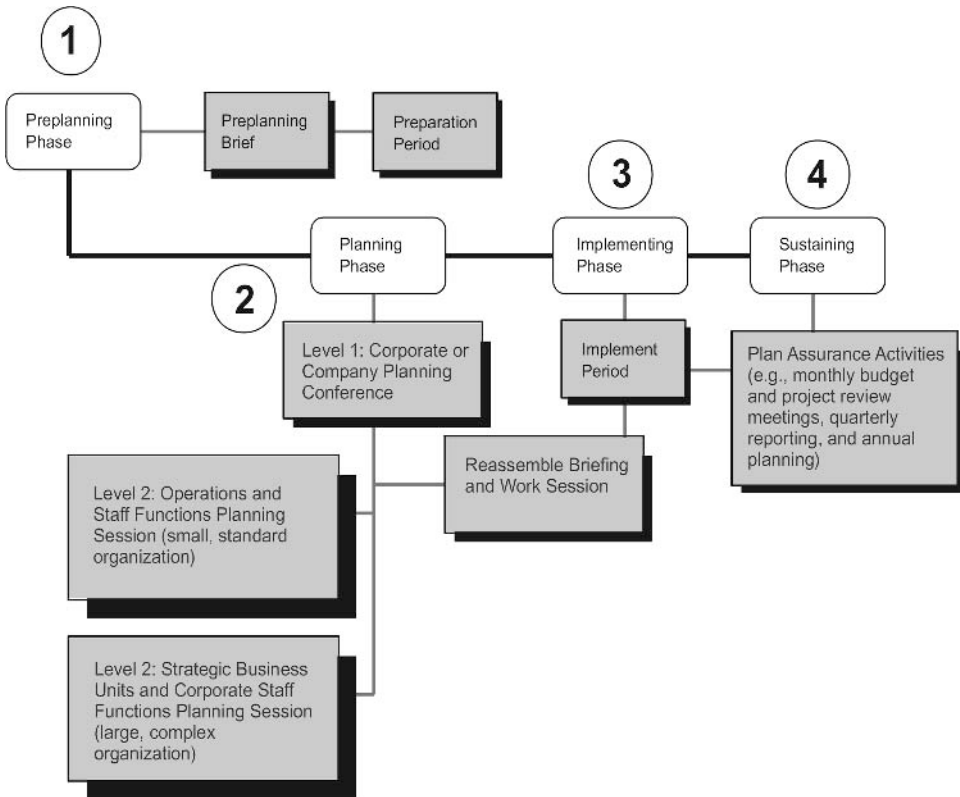 1
Preplanning
Phase
Preplanning
Brief
Preparation
Period
2
Planning
Phase
3
Implementing
Phase
4
Sustaining
Phase
Level 1: Corporate or
Company Planning
Conference
Implement
Period
Plan Assurance Activities
(e.g., monthly budget
and project review
meetings, quarterly
reporting, and annual
planning)
Reassemble Briefing
and Work Session
Level 2: Operations and
Staff Functions Planning
Session (small, standard
organization)
Level 2: Strategic Business
Units and Corporate Staff
Functions Planning Session
(large, complex
organization)